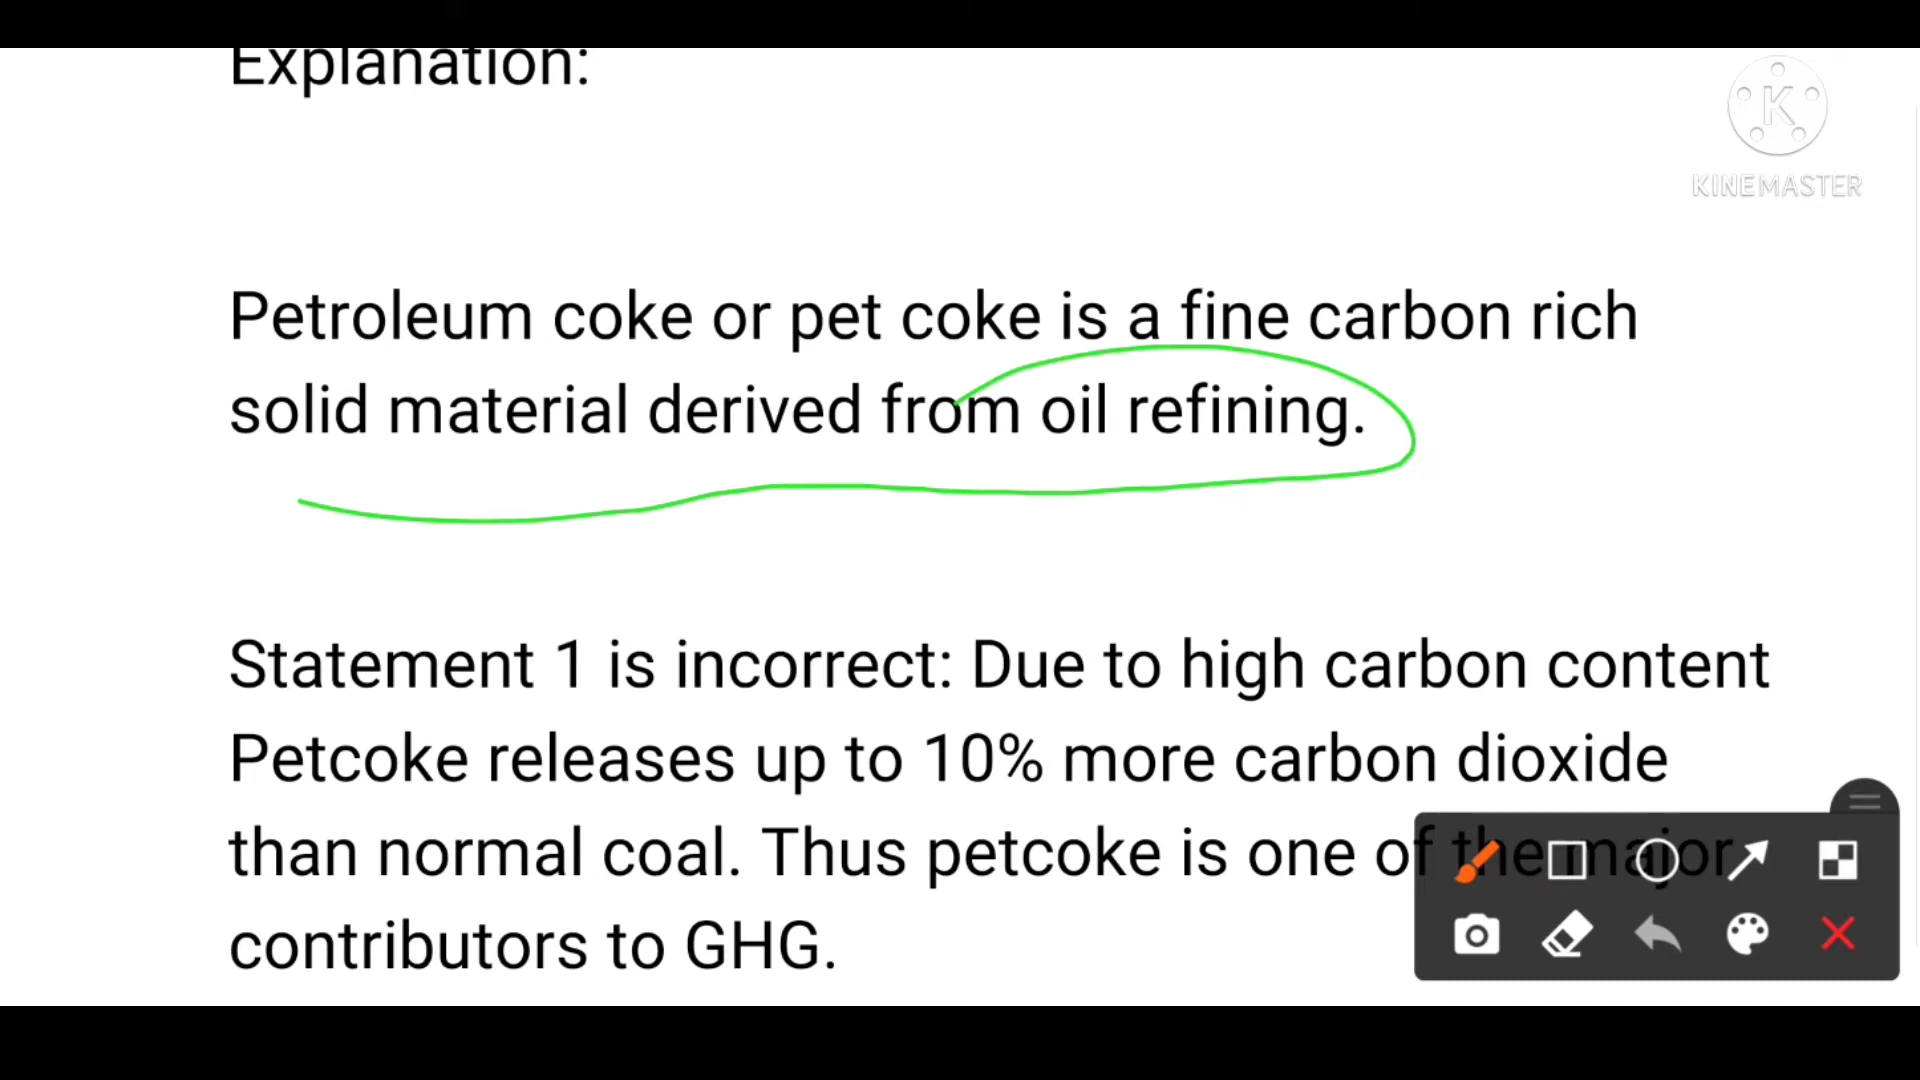 Explanation:
KINEMASTER
Petroleum coke or pet coke is a fine carbon rich
solid material derived from oil refining.
Statement 1 is incorrect: Due to high carbon content
Petcoke releases up to 10% more carbon dioxide
than normal coal. Thus petcoke is one of the major
contributors to GHG.